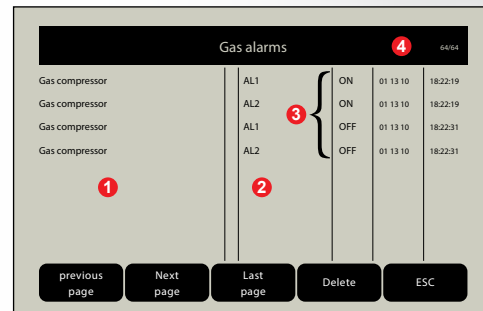 Gas alarms 4 64/64
Gas compressor AL1 ON 01 13 10 18:22:19
Gas compressor AL2 ON 01 13 10 18:22:19
3
Gas compressor AL1 OFF 01 13 10 18:22:31
Gas compressor AL2 OFF 01 13 10 18:22:31
1 2
previous page Next page Last page Delete ESC